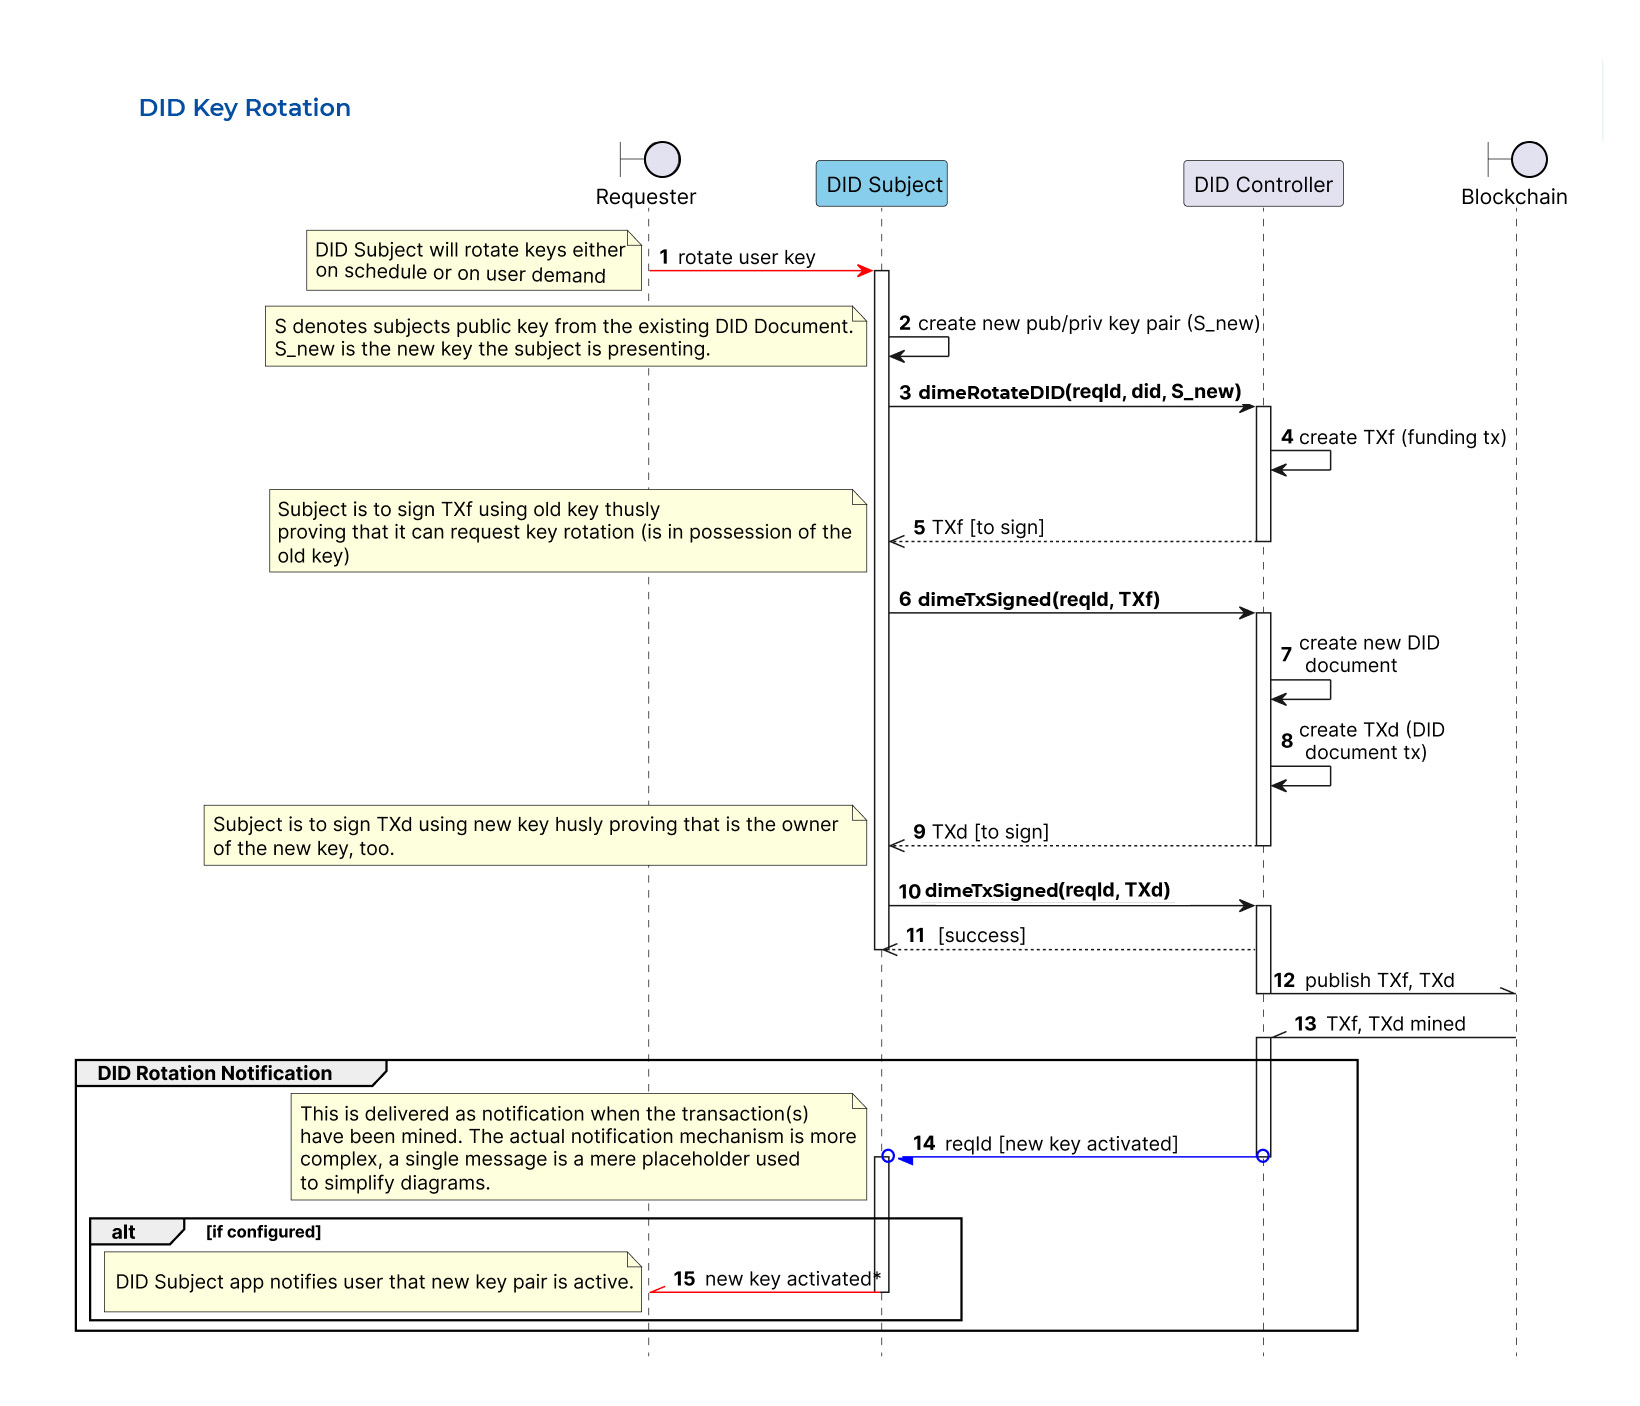 DID Key Rotation
Requester
DID Subject
DID Controller
Blockchain
DID Subject will rotate keys either
on schedule or on user demand
1 rotate user key
S denotes subjects public key from the existing DID Document.
S_new is the new key the subject is presenting.
2 create new pub/priv key pair (S_new)
3 dimeRotateDID(reqId, did, S_new)
4 create TXf (funding tx)
Subject is to sign TXf using old key thusly
proving that it can request key rotation (is in possession of the
old key)
5 TXf [to sign]
6 dimeTxSigned(reqId, TXf)
7 create new DID
document
8 create TXd (DID
document tx)
Subject is to sign TXd using new key husly proving that is the owner
of the new key, too.
9 TXd [to sign]
10 dimeTxSigned(reqId, TXd)
11 [success]
12 publish TXf, TXd
13 TXf, TXd mined
DID Rotation Notification
This is delivered as notification when the transaction(s)
have been mined. The actual notification mechanism is more
complex, a single message is a mere placeholder used
to simplify diagrams.
14 reqId [new key activated]
alt [if configured]
DID Subject app notifies user that new key pair is active.
15 new key activated*